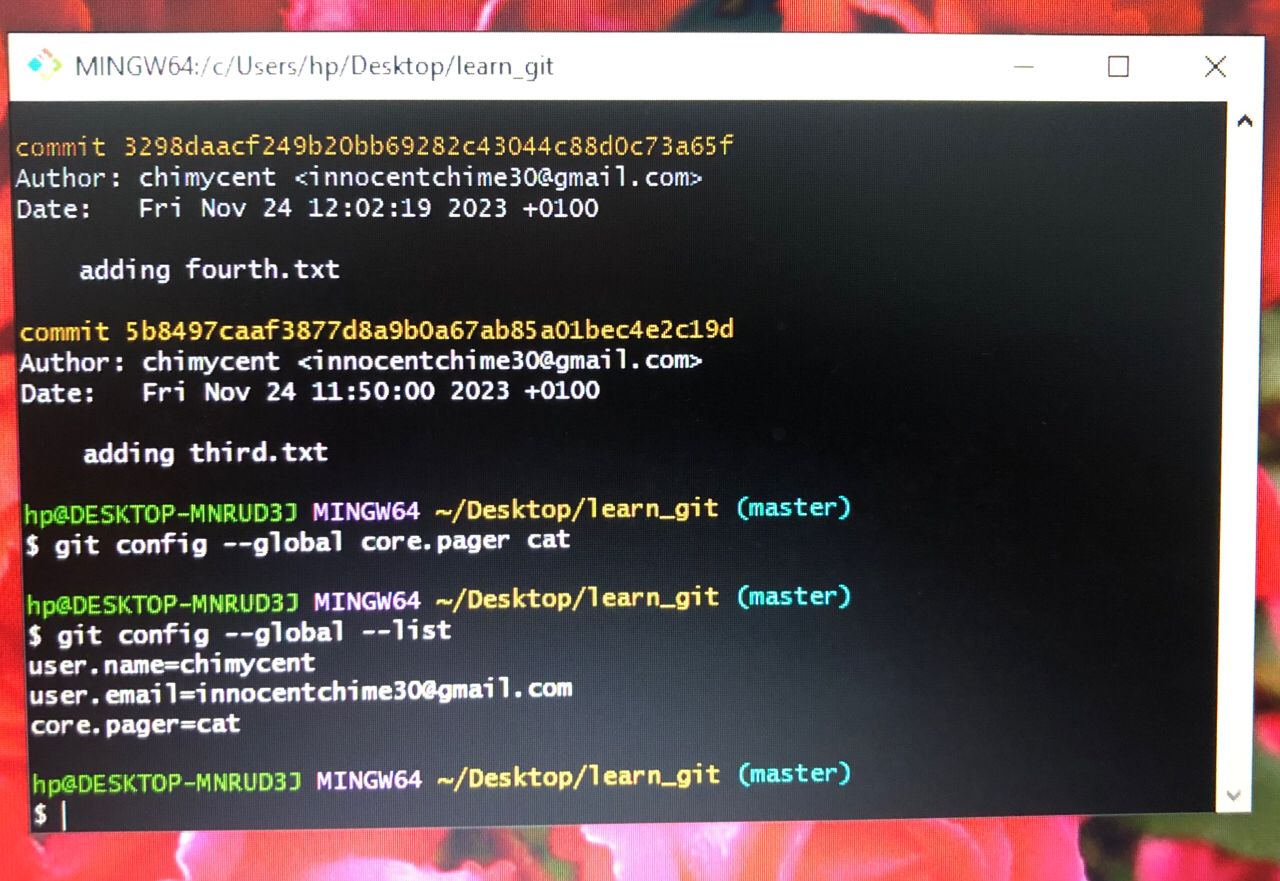 MINGW64:/c/Users/hp/Desktop/learn_git
commit 3298daacf249b20bb69282c43044c88d0c73a65f
Author: chimycent <innocentchime30@gmail.com>
Date:   Fri Nov 24 12:02:19 2023 +0100
adding fourth.txt
commit 5b8497caaf3877d8a9b0a67ab85a01bec4e2c19d
Author: chimycent <innocentchime30@gmail.com>
Date:   Fri Nov 24 11:50:00 2023 +0100
adding third.txt
hp@DESKTOP-MNRUD3J MINGW64 ~/Desktop/learn_git (master)
$ git config --global core.pager cat
hp@DESKTOP-MNRUD3J MINGW64 ~/Desktop/learn_git (master)
$ git config --global --list
user.name=chimycent
user.email=innocentchime30@gmail.com
core.pager=cat
hp@DESKTOP-MNRUD3J MINGW64 ~/Desktop/learn_git (master)
$